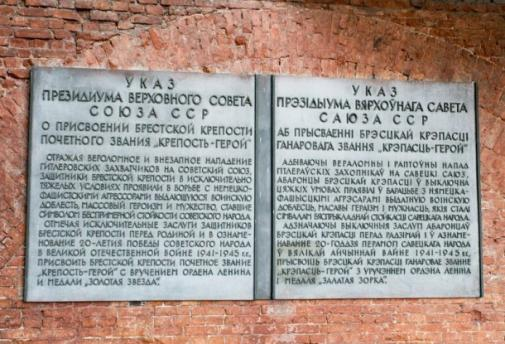 УКАЗ
ПРЕЗИДИУМА ВЕРХОВНОГО СОВЕТА
СОЮЗА ССР
О ПРИСВОЕНИИ БРЕСТСКОЙ КРЕПОСТИ
ПОЧЕТНОГО ЗВАНИЯ „КРЕПОСТЬ-ГЕРОЙ"
ОТРАЖАЯ ВЕРОЛОМНОЕ И ВНЕЗАПНОЕ НАПАДЕНИЕ
ГИТЛЕРОВСКИХ ЗАХВАТЧИКОВ НА СОВЕТСКИЙ СОЮЗ,
ЗАЩИТНИКИ БРЕСТСКОЙ КРЕПОСТИ В ИСКЛЮЧИТЕЛЬНО
ТЯЖЕЛЫХ УСЛОВИЯХ ПРОЯВИЛИ В БОРЬБЕ С НЕМЕЦКО-
ФАШИСТСКИМИ АГРЕССОРАМИ ВЫДАЮЩУЮСЯ ВОИНСКУЮ
ДОБЛЕСТЬ, МАССОВЫЙ ГЕРОИЗМ И МУЖЕСТВО, СТАВШИЕ
СИМВОЛОМ БЕСПРИМЕРНОЙ СТОЙКОСТИ СОВЕТСКОГО НАРОДА.
ОТМЕЧАЯ ИСКЛЮЧИТЕЛЬНЫЕ ЗАСЛУГИ ЗАЩИТНИКОВ
БРЕСТСКОЙ КРЕПОСТИ ПЕРЕД РОДИНОЙ И В ОЗНАМЕ-
НОВАНИЕ 20-ЛЕТИЯ ПОБЕДЫ СОВЕТСКОГО НАРОДА
В ВЕЛИКОЙ ОТЕЧЕСТВЕННОЙ ВОЙНЕ 1941-1945 гг.
ПРИСВОИТЬ БРЕСТСКОЙ КРЕПОСТИ ПОЧЕТНОЕ ЗВАНИЕ
„КРЕПОСТЬ-ГЕРОЙ" С ВРУЧЕНИЕМ ОРДЕНА ЛЕНИНА
И МЕДАЛИ „ЗОЛОТАЯ ЗВЕЗДА".
УКАЗ
ПРЭЗІДЫУМА ВЯРХОЎНАГА САВЕТА
САЮЗА ССР
АБ ПРЫСВАЕННІ БРЭСЦКАЙ КРЭПАСЦІ
ГАНАРОВАГА ЗВАННЯ „КРЭПАСЦЬ-ГЕРОЙ"
АДБІВАЮЧЫ ВЕРАЛОМНЫ І РАПТОЎНЫ НАПАД
ГІТЛЕРАЎСКІХ ЗАХОПНІКАЎ НА САВЕЦКІ САЮЗ,
АБАРОНЦЫ БРЭСЦКАЙ КРЭПАСЦІ Ў ВЫКЛЮЧНА
ЦЯЖКІХ УМОВАХ ПРАЯВІЛІ Ў БАРАЦЬБЕ З НЯМЕЦКА-
ФАШЫСЦКІМІ АГРЭСАРАМІ ВЫДАТНУЮ ВОІНСКУЮ
ДОБЛЕСЦЬ, МАСАВЫ ГЕРАІЗМ І МУЖНАСЦЬ, ЯКІЯ СТАЛІ
СІМВАЛАМ БЯСПРЫКЛАДНАЙ СТОЙКАСЦІ САВЕЦКАГА НАРОДА.
АДЗНАЧАЮЧЫ ВЫКЛЮЧНЫЯ ЗАСЛУГІ АБАРОНЦАЎ
БРЭСЦКАЙ КРЭПАСЦІ ПЕРАД РАДЗІМАЙ І Ў АЗНАМЕ-
НАВАННЕ 20-ГОДДЗЯ ПЕРАМОГІ САВЕЦКАГА НАРОДА
Ў ВЯЛІКАЙ АЙЧЫННАЙ ВАЙНЕ 1941-1945 гг.
ПРЫСВОІЦЬ БРЭСЦКАЙ КРЭПАСЦІ ГАНАРОВАЕ ЗВАННЕ
„КРЭПАСЦЬ-ГЕРОЙ" З УРУЧЭННЕМ ОРДЭНА ЛЕНІНА
І МЕДАЛЯ „ЗАЛАТАЯ ЗОРКА".